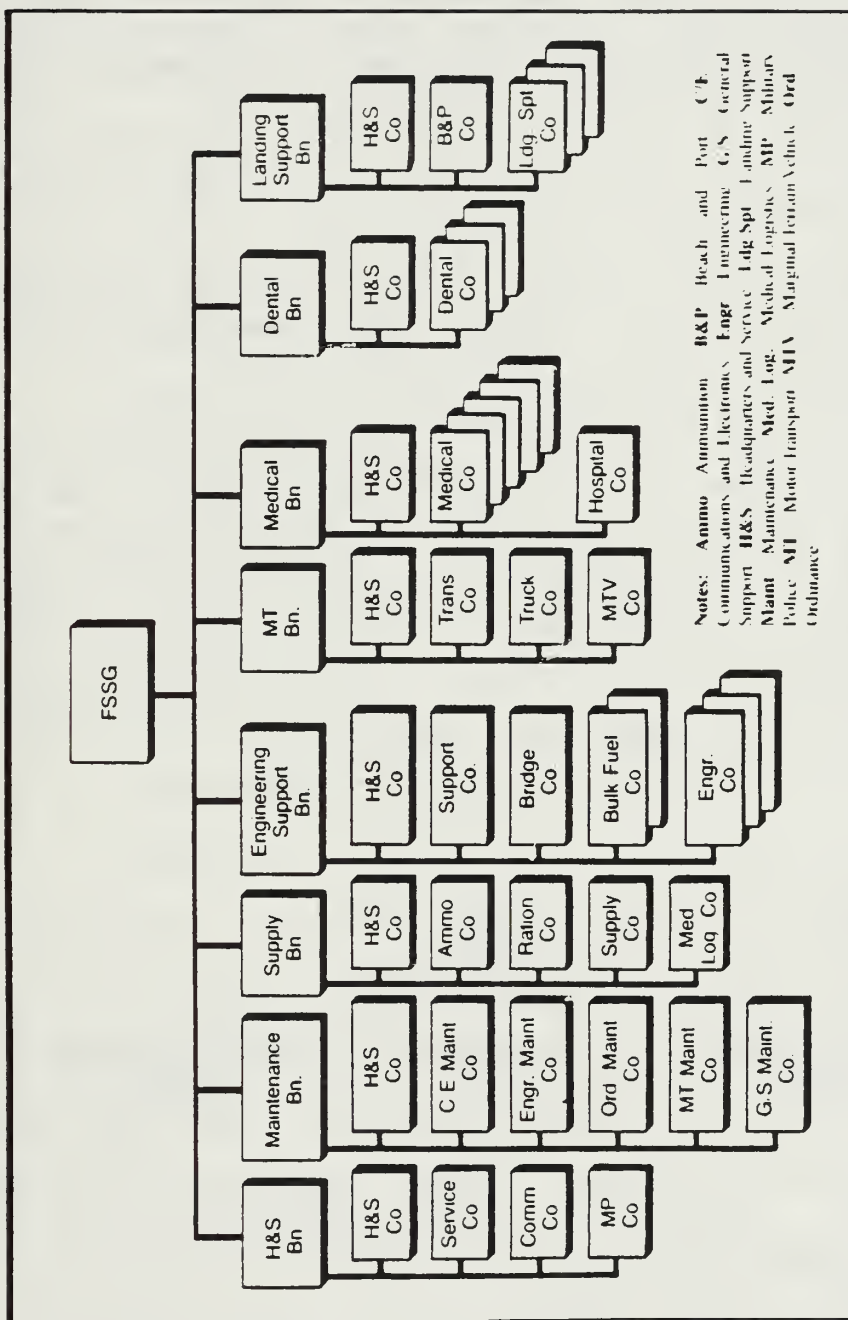 FSSG
H&S
Bn
H&S
Co
Service
Co
Comm
Co
MP
Co
Maintenance
Bn.
H&S
Co
C E Maint
Co
Engr. Maint
Co
Ord Maint
Co
MT Maint
Co
G.S Maint.
Co.
Supply
Bn
H&S
Co
Ammo
Co
Ration
Co
Supply
Co
Med
Log Co
Engineering
Support
Bn.
H&S
Co
Support
Co.
Bridge
Co.
Bulk Fuel
Co
Engr.
Co
MT
Bn.
H&S
Co
Trans
Co
Truck
Co
MTV
Co
Medical
Bn
H&S
Co
Medical
Co
Hospital
Co
Dental
Bn
H&S
Co
Dental
Co
Landing
Support
Bn
H&S
Co
B&P
Co
Ldg. Spt
Co
Notes: Ammo Ammunition B&P Beach and Port C/E
Communications and Electronics Engr Engineering G/S General
Support H&S Headquarters and Service Ldg Spt Landing Support
Maint Maintenance Med. Log. Medical Logistics MP Military
Police MT Motor Transport MTV Marginal Terrain Vehicle Ord
Ordnance